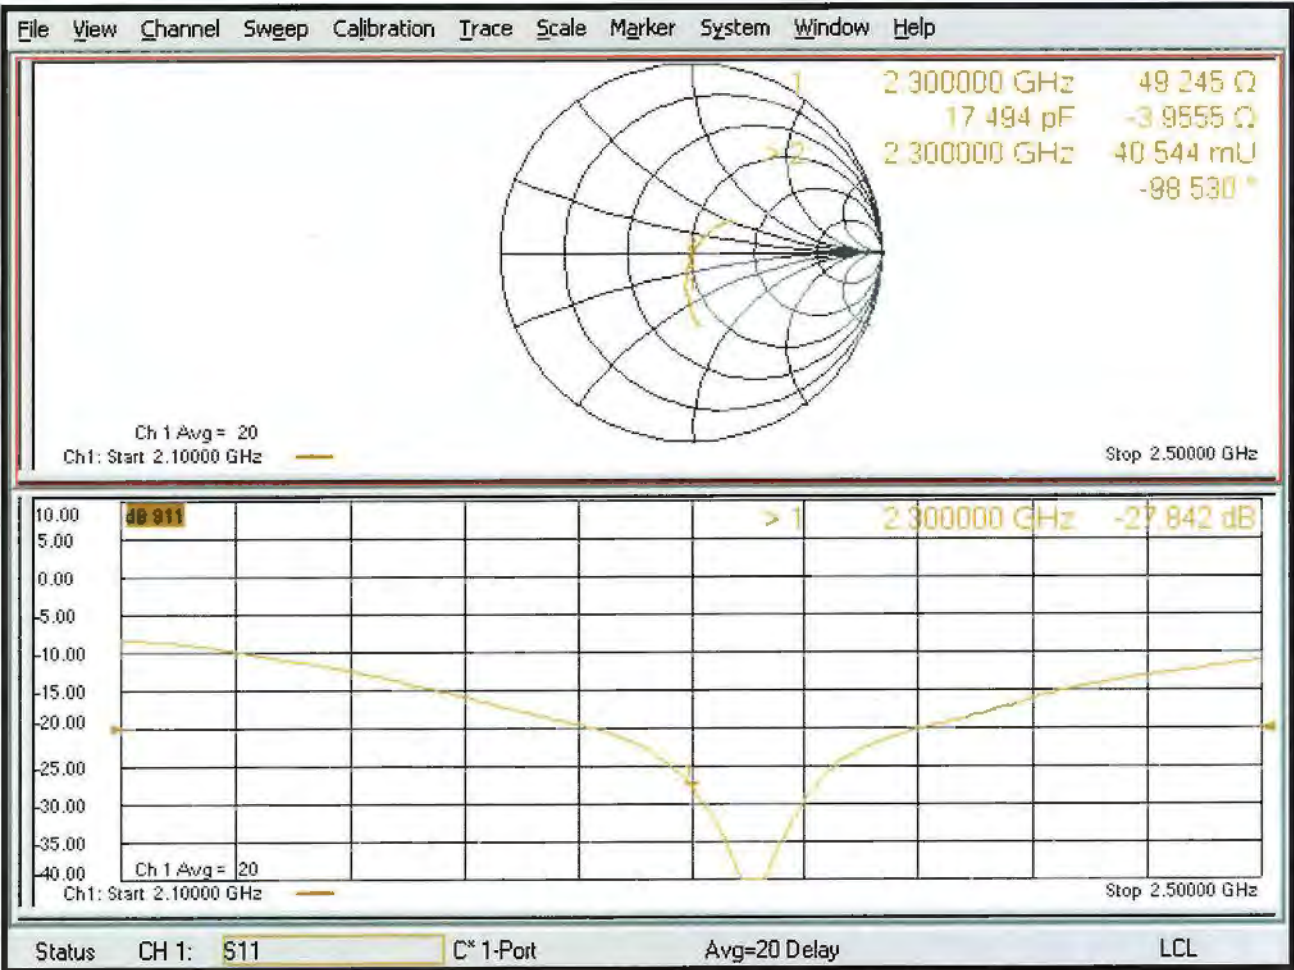 File View Channel Sweep Calibration Trace Scale Marker System Window Help
1 2.300000 GHz 49.245 Ω
17.494 pF -3.9555 Ω
> 2 2.300000 GHz 40.544 mU
-98.530 °
Ch 1 Avg = 20
Ch1: Start 2.10000 GHz
Stop 2.50000 GHz
10.00
dB S11
> 1 2.300000 GHz -27.842 dB
5.00
0.00
-5.00
-10.00
-15.00
-20.00
-25.00
-30.00
-35.00
-40.00
1
Ch 1 Avg = 20
Ch1: Start 2.10000 GHz
Stop 2.50000 GHz
Status CH 1: S11 C* 1-Port Avg=20 Delay LCL